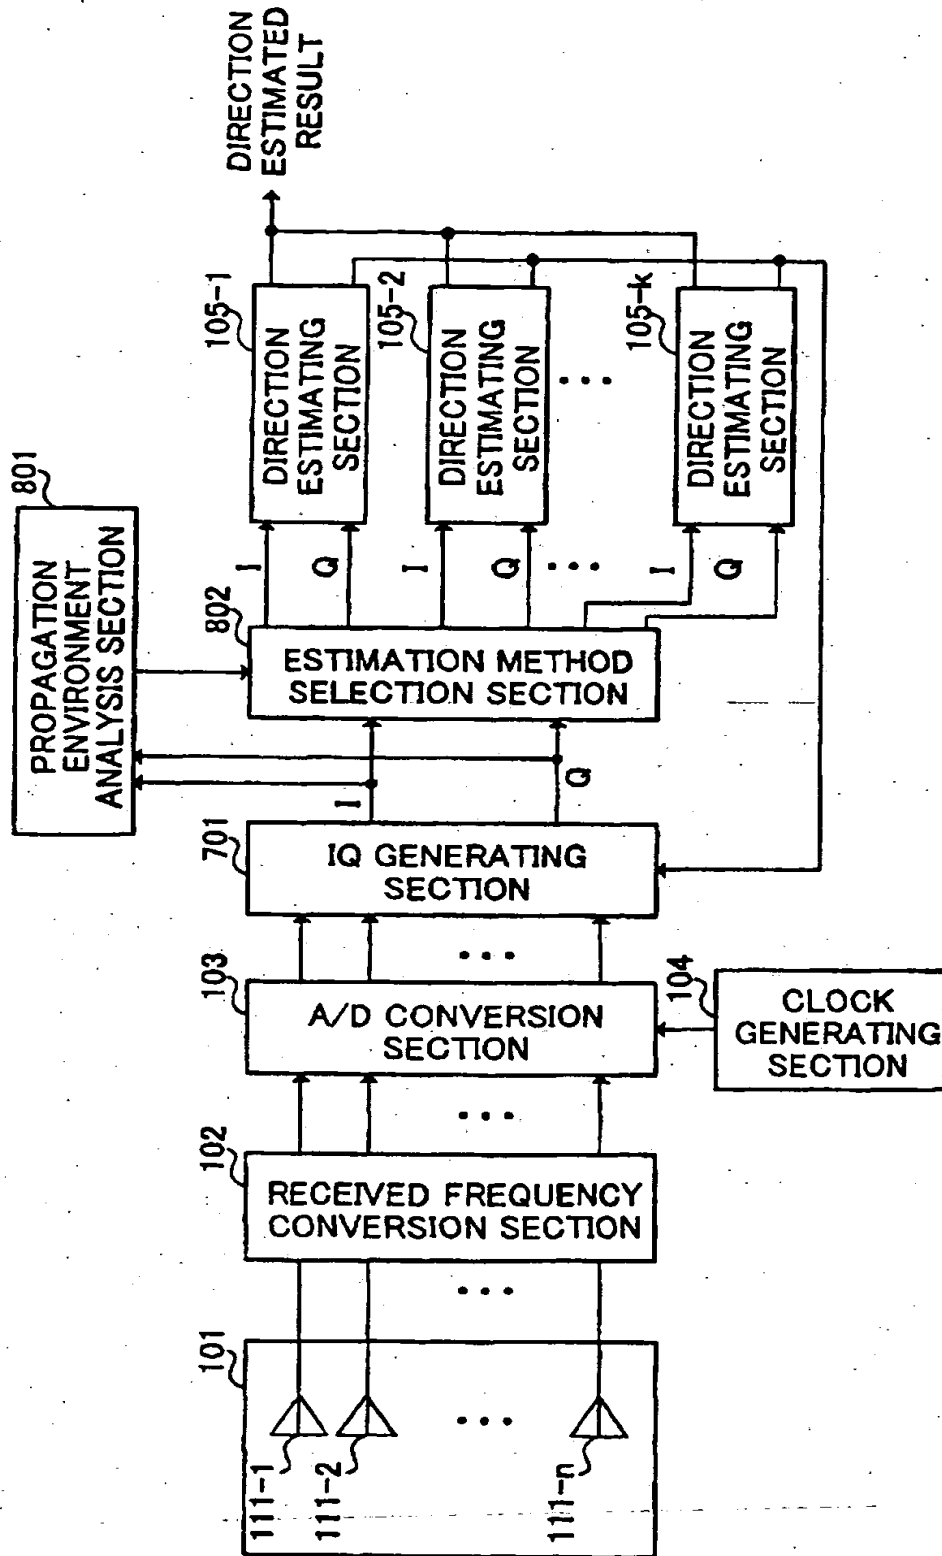 101
111-1
111-2
111-n
102
RECEIVED FREQUENCY
CONVERSION SECTION
103
A/D CONVERSION
SECTION
104
CLOCK
GENERATING
SECTION
701
IQ GENERATING
SECTION
I
Q
801
PROPAGATION
ENVIRONMENT
ANALYSIS SECTION
802
ESTIMATION METHOD
SELECTION SECTION
I
Q
I
Q
I
Q
105-1
DIRECTION
ESTIMATING
SECTION
105-2
DIRECTION
ESTIMATING
SECTION
105-k
DIRECTION
ESTIMATING
SECTION
DIRECTION
ESTIMATED
RESULT